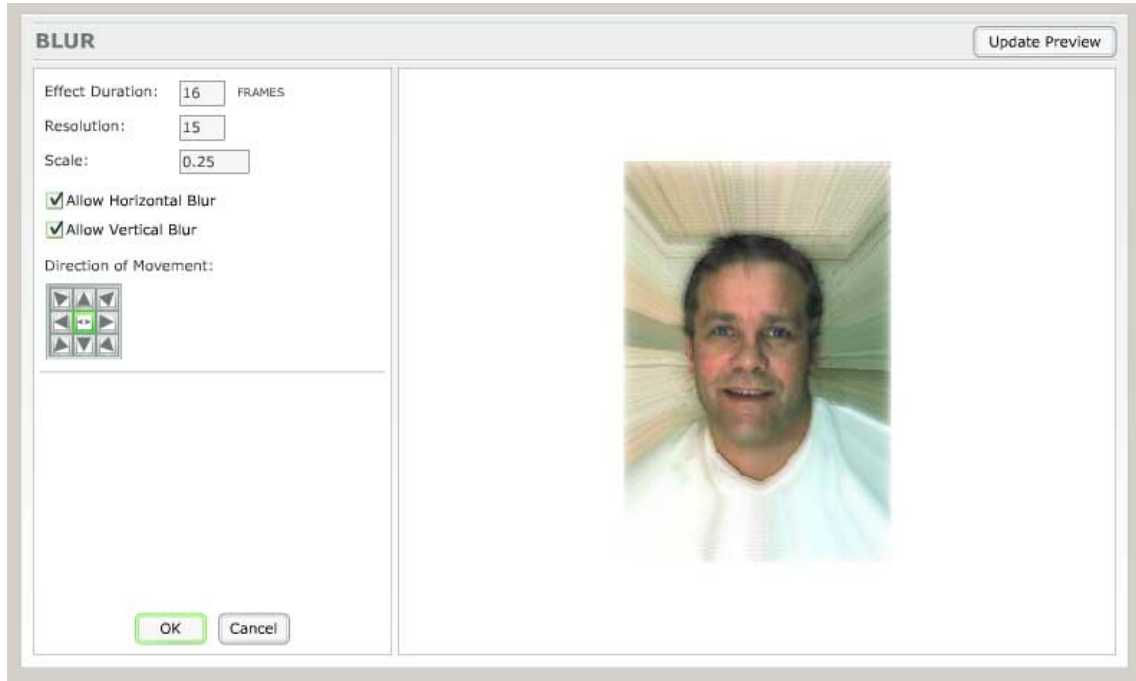 BLUR
Update Preview
Effect Duration: 16 FRAMES
Resolution: 15
Scale: 0.25
Allow Horizontal Blur
Allow Vertical Blur
Direction of Movement:
OK Cancel